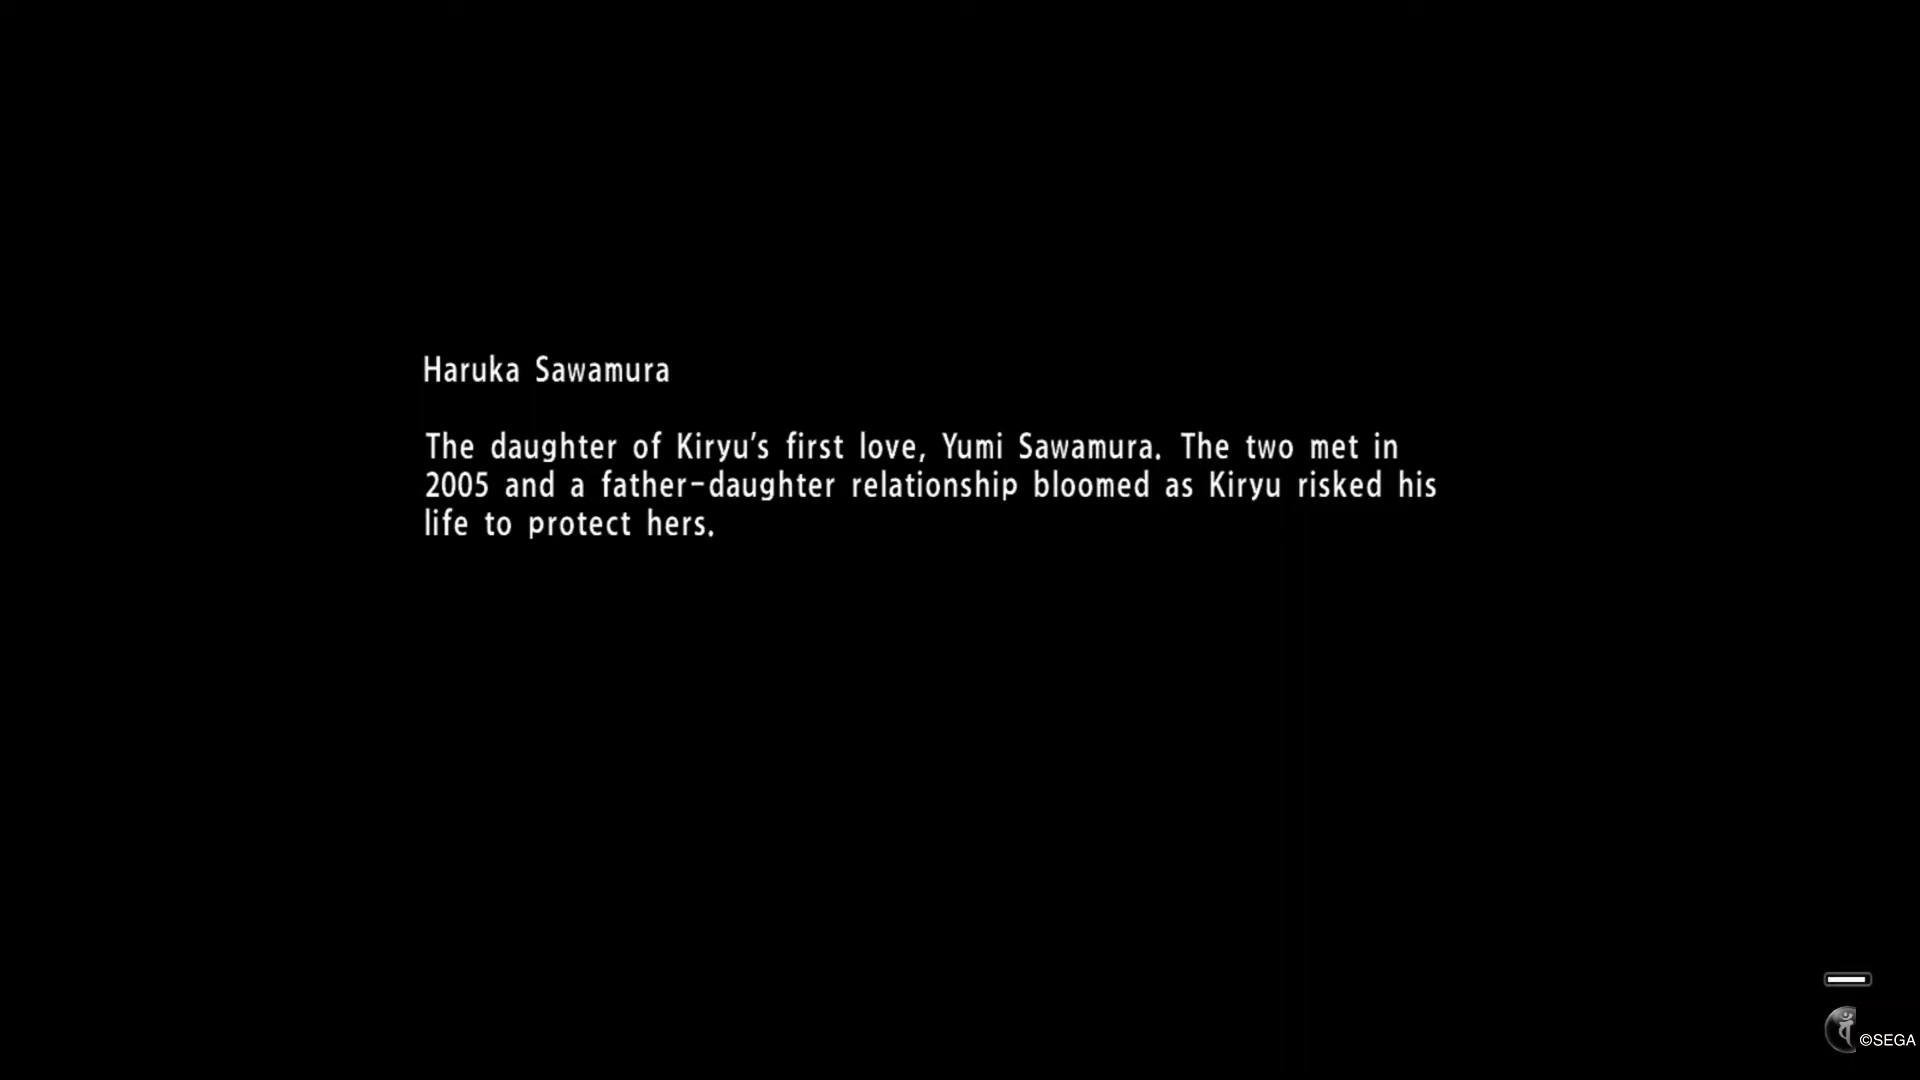 Haruka Sawamura
The daughter of Kiryu's first love, Yumi Sawamura. The two met in
2005 and a father-daughter relationship bloomed as Kiryu risked his
life to protect hers.
©SEGA